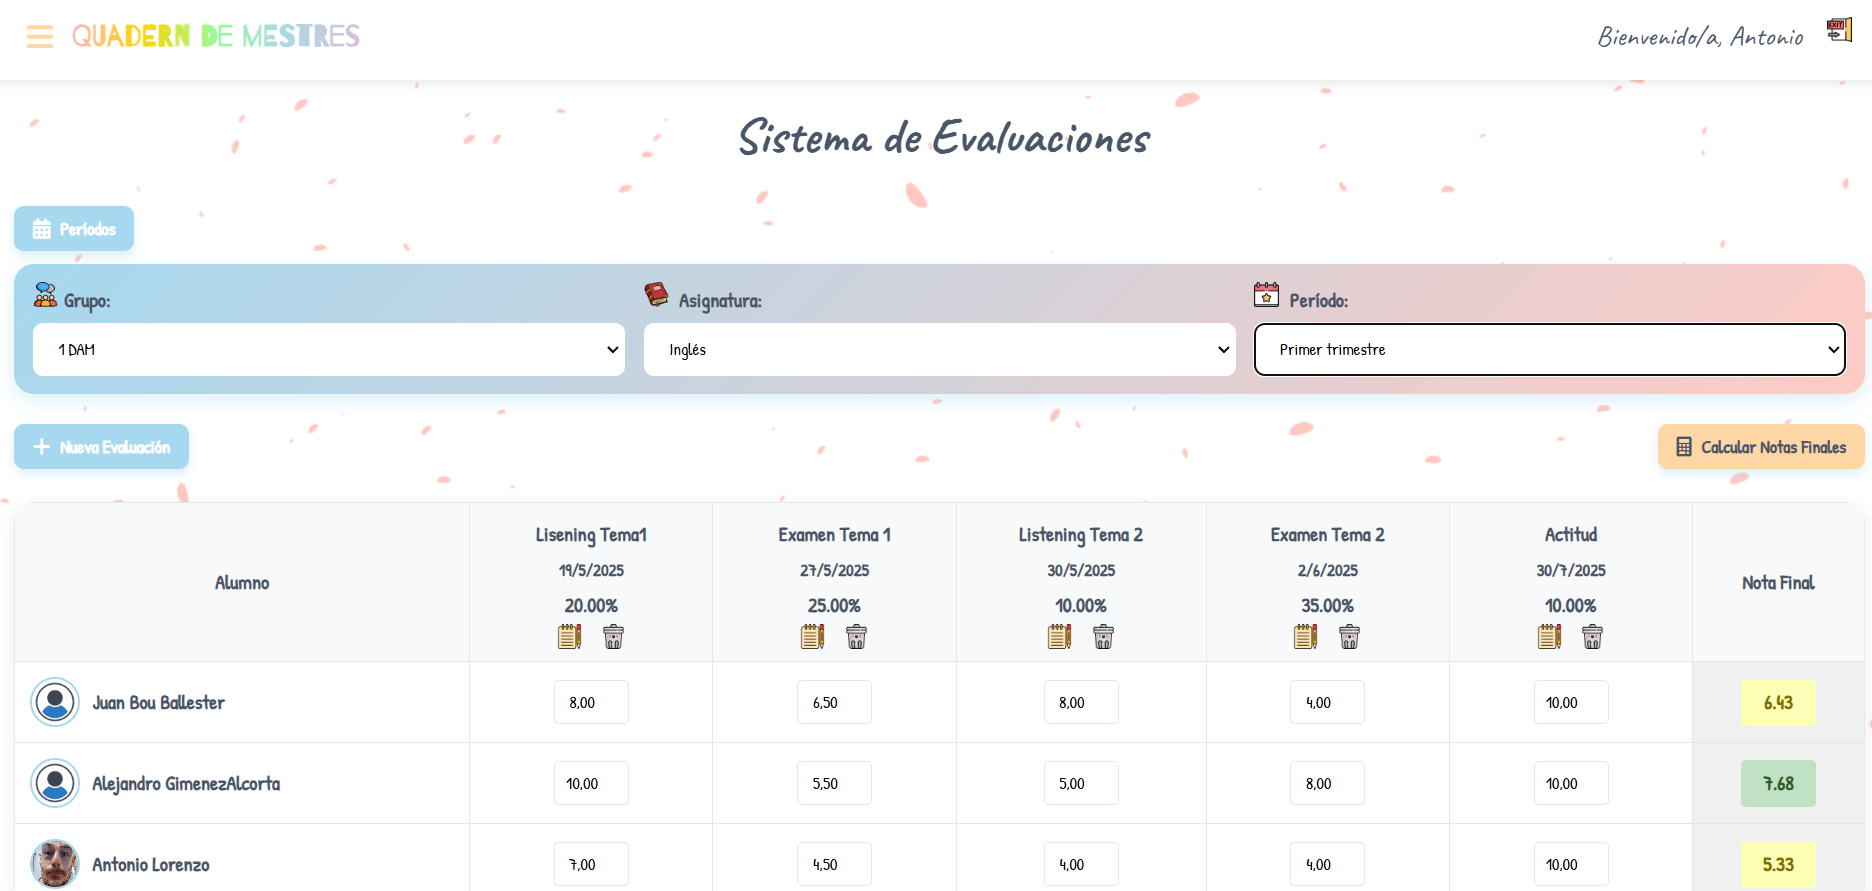 QUADERN DE MESTRES
Bienvenido/a, Antonio
EXIT
Sistema de Evaluaciones
Períodos
Grupo: Asignatura: Período:
1 DAM Inglés Primer trimestre
Nueva Evaluación Calcular Notas Finales
Alumno Lisening Tema1 Examen Tema 1 Listening Tema 2 Examen Tema 2 Actitud Nota Final
19/5/2025 27/5/2025 30/5/2025 2/6/2025 30/7/2025
20.00% 25.00% 10.00% 35.00% 10.00%
Juan Bou Ballester 8,00 6,50 8,00 4,00 10,00 6.43
Alejandro GimenezAlcorta 10,00 5,50 5,00 8,00 10,00 7.68
Antonio Lorenzo 7,00 4,50 4,00 4,00 10,00 5.33